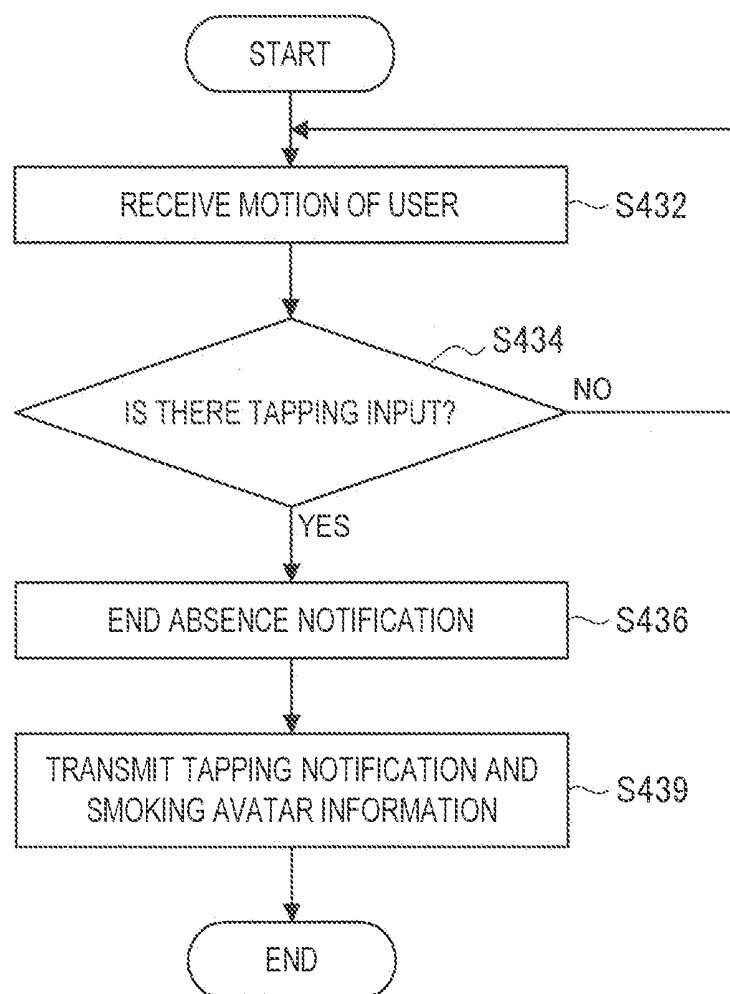 START
RECEIVE MOTION OF USER
S432
S434
IS THERE TAPPING INPUT?
NO
YES
END ABSENCE NOTIFICATION
S436
TRANSMIT TAPPING NOTIFICATION AND
SMOKING AVATAR INFORMATION
S439
END